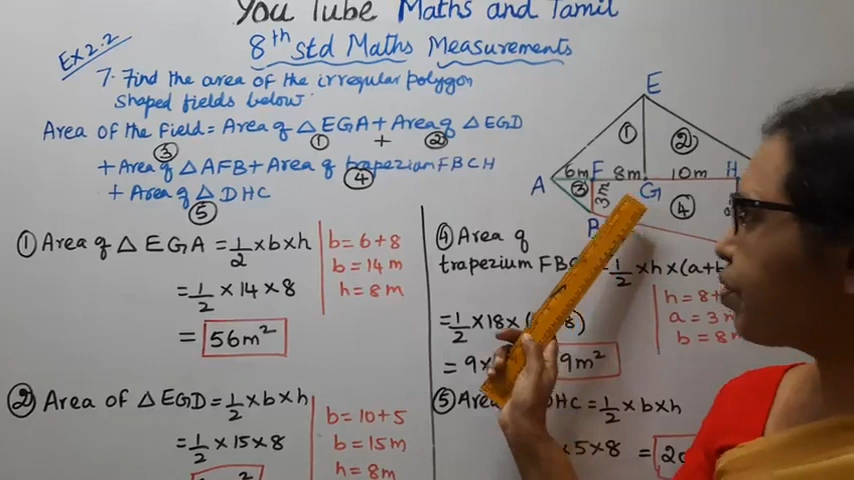 You Tube Maths and Tamil
8th std Maths Measurements
Ex 2.2
7. Find the area of the irregular polygon
shaped fields below.
Area of the Field = Area of △EGA + Area of △EGD
① + ②
③ ④
+ Area of △AFB + Area of trapezium FBCH
+ Area of △DHC
⑤
E
① ②
A 6m F 8m G 10m H
③ 3m ④
B
① Area of △EGA = 1/2 × b × h
= 1/2 × 14 × 8
= 56m²
b = 6+8
b = 14 m
h = 8m
② Area of △EGD = 1/2 × b × h
= 1/2 × 15 × 8
b = 10+5
b = 15m
h = 8m
④ Area of
trapezium FBC = 1/2 × h × (a+b
= 1/2 × 18 × ( 8)
= 9 × 9m²
h = 8+
a = 3m
b = 8m
⑤ Area DHC = 1/2 × b × h
× 5 × 8 = 20